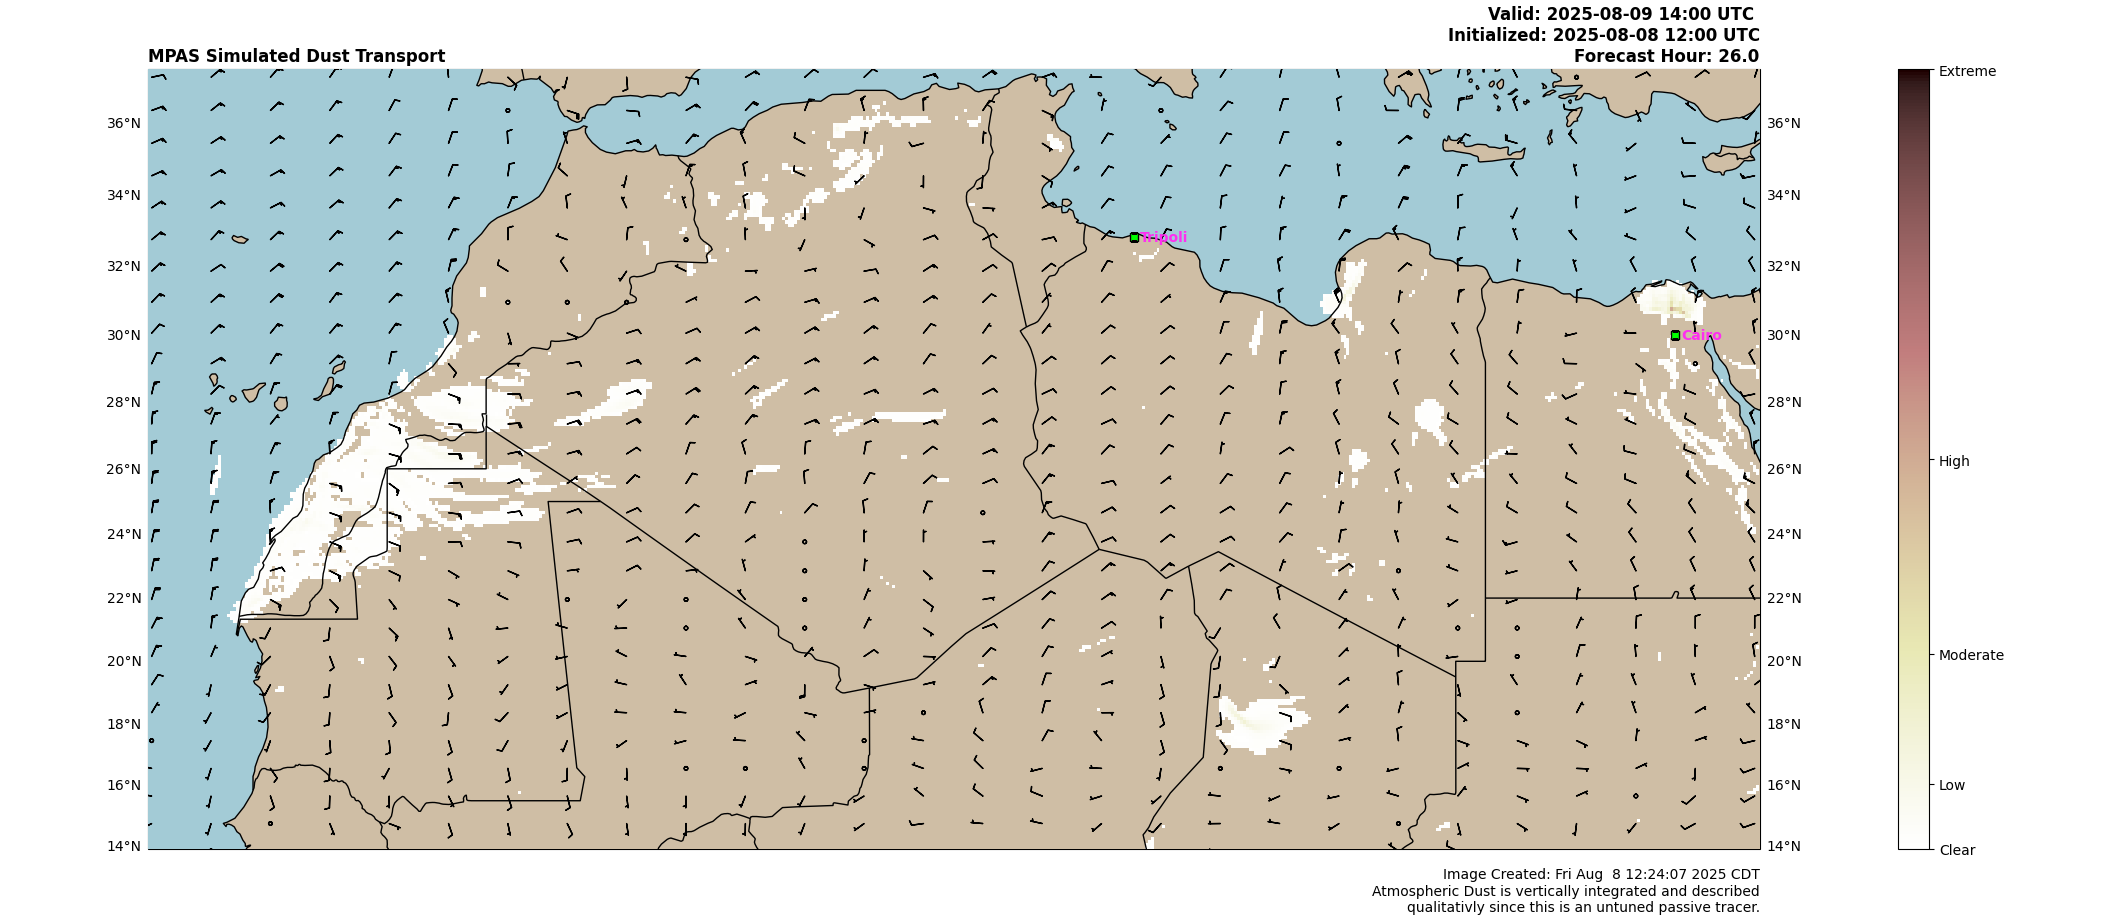 Valid: 2025-08-09 14:00 UTC
Initialized: 2025-08-08 12:00 UTC
MPAS Simulated Dust Transport
Forecast Hour: 26.0
Extreme
36°N
36°N
34°N
34°N
Tripoli
32°N
32°N
30°N
Cairo
30°N
28°N
28°N
26°N
26°N
High
24°N
24°N
22°N
22°N
20°N
20°N
Moderate
18°N
18°N
16°N
16°N
Low
14°N
14°N
Clear
Image Created: Fri Aug  8 12:24:07 2025 CDT
Atmospheric Dust is vertically integrated and described
qualitativly since this is an untuned passive tracer.